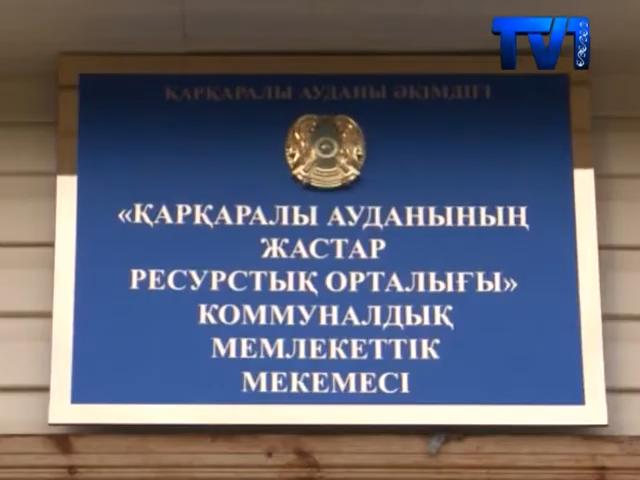 TV1
ҚАРҚАРАЛЫ АУДАНЫ ӘКІМДІГІ
«ҚАРҚАРАЛЫ АУДАНЫНЫҢ
ЖАСТАР
РЕСУРСТЫҚ ОРТАЛЫҒЫ»
КОММУНАЛДЫҚ
МЕМЛЕКЕТТІК
МЕКЕМЕСІ